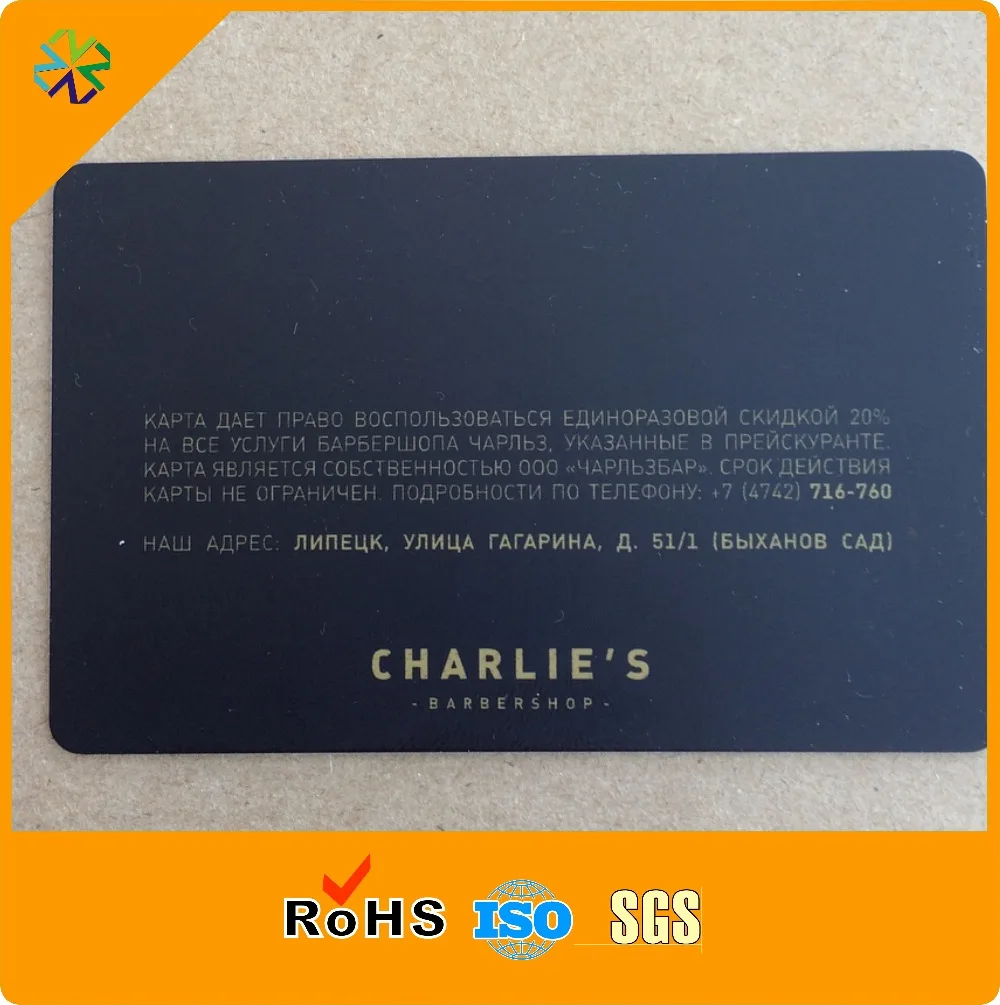 КАРТА ДАЕТ ПРАВО ВОСПОЛЬЗОВАТЬСЯ ЕДИНОРАЗОВОЙ СКИДКОЙ 20%
НА ВСЕ УСЛУГИ БАРБЕРШОПА ЧАРЛЬЗ, УКАЗАННЫЕ В ПРЕЙСКУРАНТЕ.
КАРТА ЯВЛЯЕТСЯ СОБСТВЕННОСТЬЮ ООО «ЧАРЛЬЗБАР». СРОК ДЕЙСТВИЯ
КАРТЫ НЕ ОГРАНИЧЕН. ПОДРОБНОСТИ ПО ТЕЛЕФОНУ: +7 (4742) 716-760
НАШ АДРЕС: ЛИПЕЦК, УЛИЦА ГАГАРИНА, Д. 51/1 (БЫХАНОВ САД)
CHARLIE'S
- BARBERSHOP -
RoHS ISO SGS